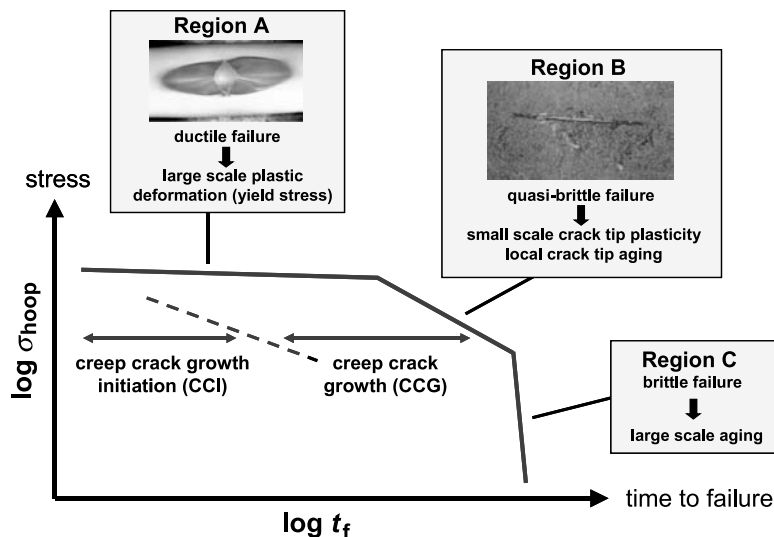 Region A
ductile failure
large scale plastic
deformation (yield stress)
Region B
quasi-brittle failure
small scale crack tip plasticity
local crack tip aging
stress
log σhoop
creep crack growth
initiation (CCI)
creep crack
growth (CCG)
Region C
brittle failure
large scale aging
time to failure
log tf